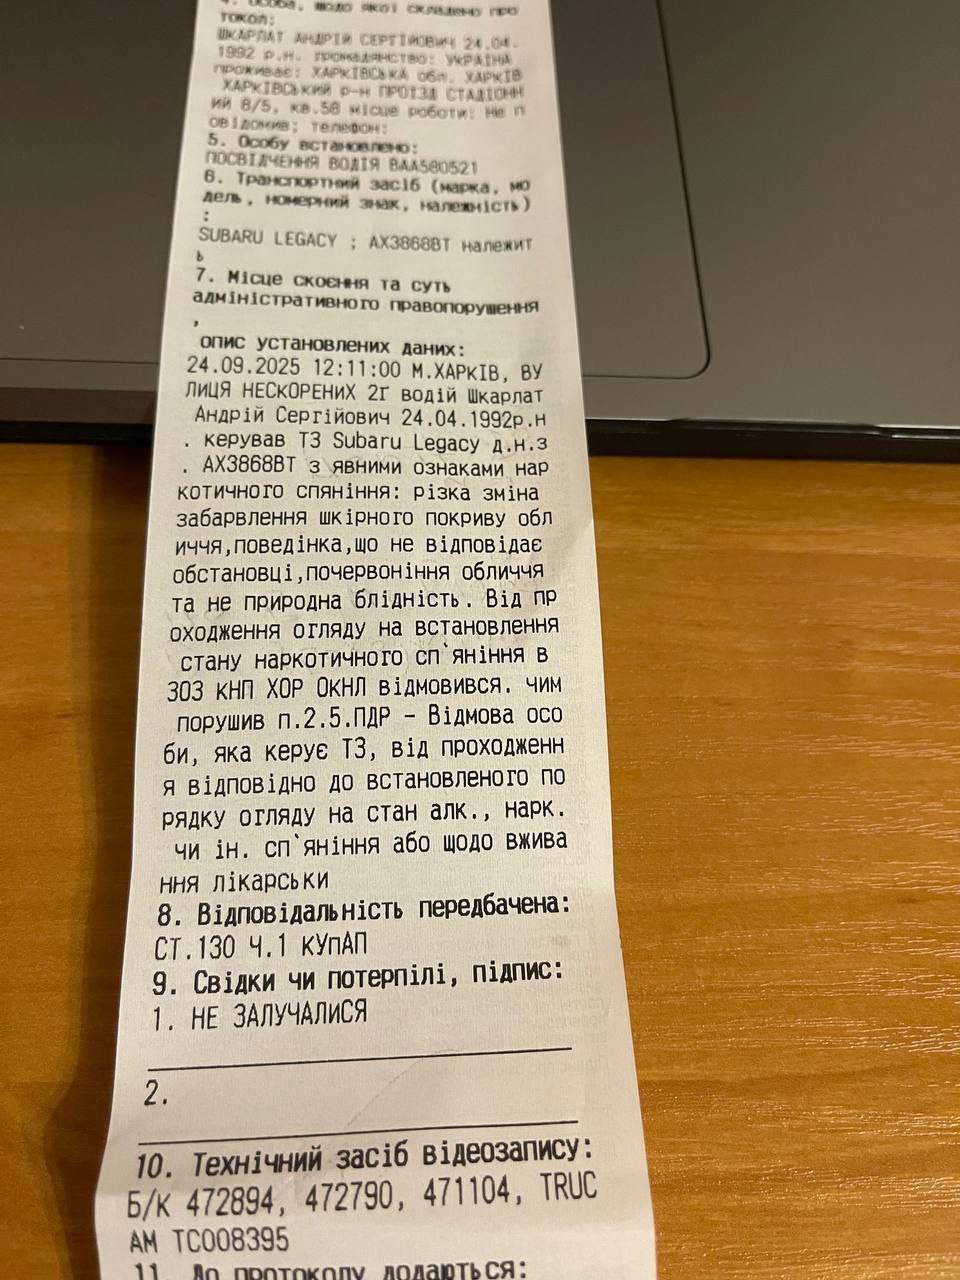 4. Особа, щодо якої складено про
токол:
ШКАРЛАТ АНДРІЙ СЕРГІЙОВИЧ 24.04.
1992 р.н. громадянство: УКРАЇНА
проживає: ХАРКІВСЬКА обл. ХАРКІВ
ХАРКІВСЬКИЙ р-н ПРОЇЗД СТАДІОНН
ИЙ 8/5, кв.58 місце роботи: Не п
овідомив; телефон:
5. Особу встановлено:
ПОСВІДЧЕННЯ ВОДІЯ ВАА580521
6. Транспортний засіб (марка, мо
дель, номерний знак, належність)
:
SUBARU LEGACY ; AX3868BT належит
ь
7. Місце скоєння та суть
адміністративного правопорушення
,
опис установлених даних:
24.09.2025 12:11:00 М.ХАРКІВ, ВУ
ЛИЦЯ НЕСКОРЕНИХ 2Г водій Шкарлат
Андрій Сергійович 24.04.1992р.н
. керував ТЗ Subaru Legacy д.н.з
. AX3868BT з явними ознаками нар
котичного спяніння: різка зміна
забарвлення шкірного покриву обл
иччя,поведінка,що не відповідає
обстановці,почервоніння обличчя
та не природна блідність. Від пр
оходження огляду на встановлення
стану наркотичного сп`яніння в
ЗОЗ КНП ХОР ОКНЛ відмовився. чим
порушив п.2.5.ПДР - Відмова осо
би, яка керує ТЗ, від проходженн
я відповідно до встановленого по
рядку огляду на стан алк., нарк.
чи ін. сп`яніння або щодо вжива
ння лікарськи
8. Відповідальність передбачена:
СТ.130 Ч.1 КУпАП
9. Свідки чи потерпілі, підпис:
1. НЕ ЗАЛУЧАЛИСЯ
2.
10. Технічний засіб відеозапису:
Б/К 472894, 472790, 471104, TRUC
AM TC008395
11. До протоколу додаються: